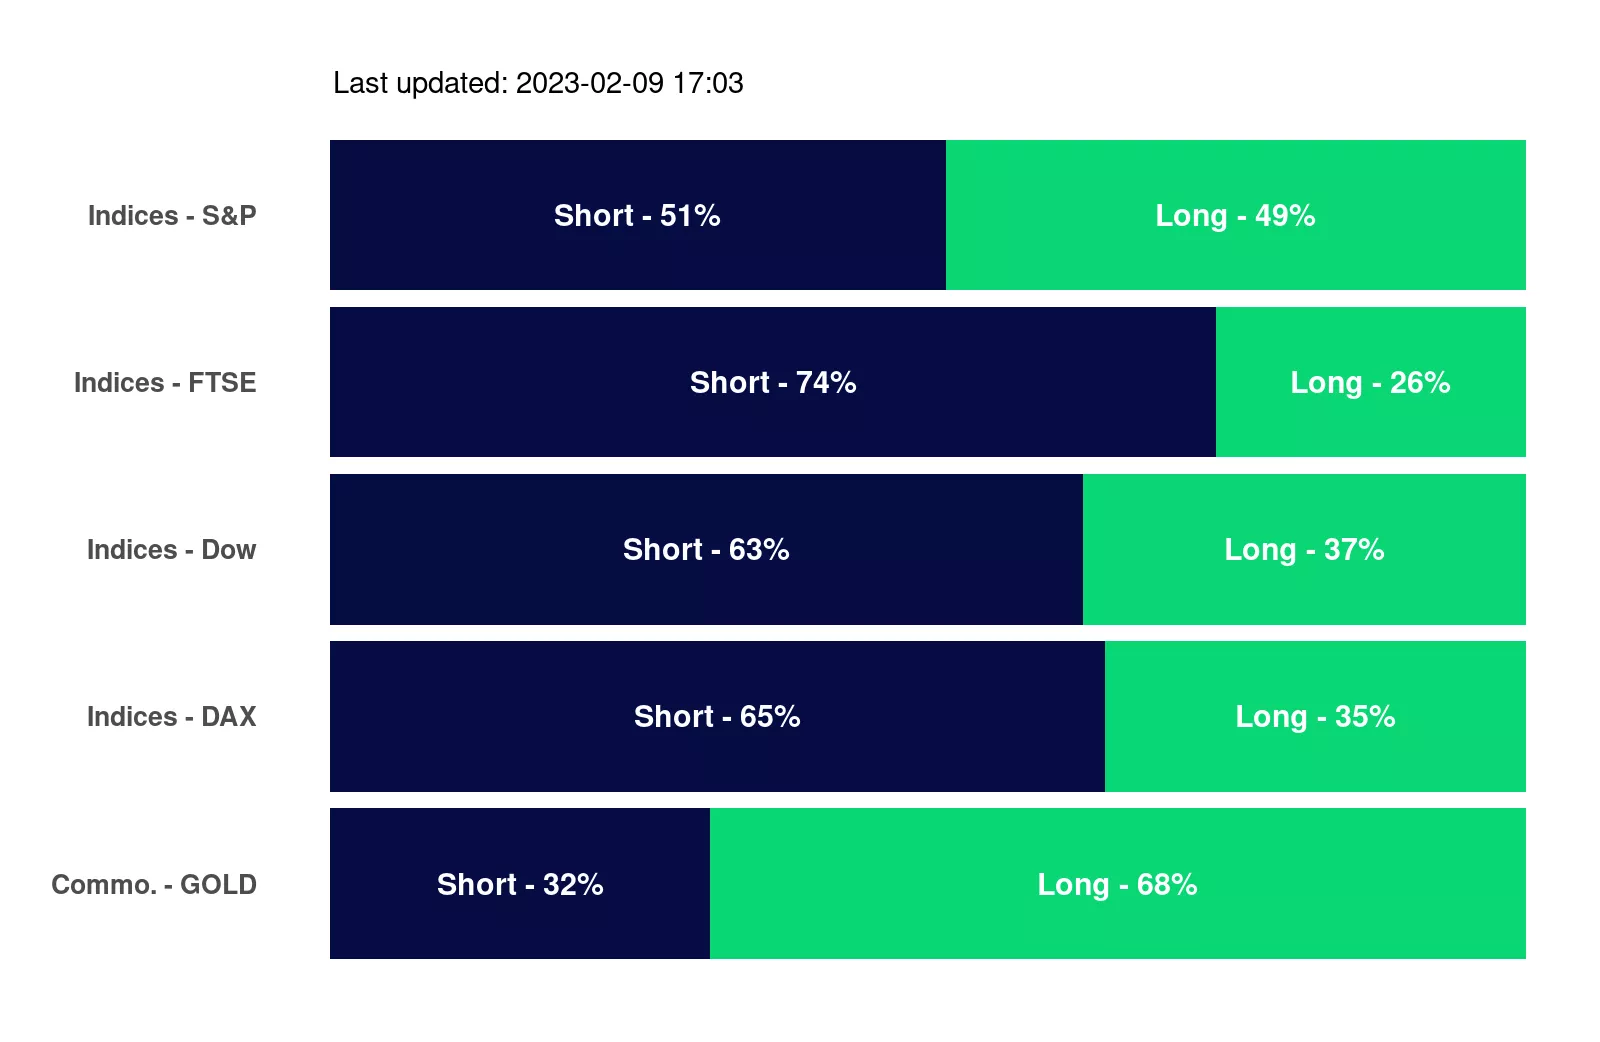 Last updated: 2023-02-09 17:03
Indices - S&P Short - 51% Long - 49%
Indices - FTSE Short - 74% Long - 26%
Indices - Dow Short - 63% Long - 37%
Indices - DAX Short - 65% Long - 35%
Commo. - GOLD Short - 32% Long - 68%